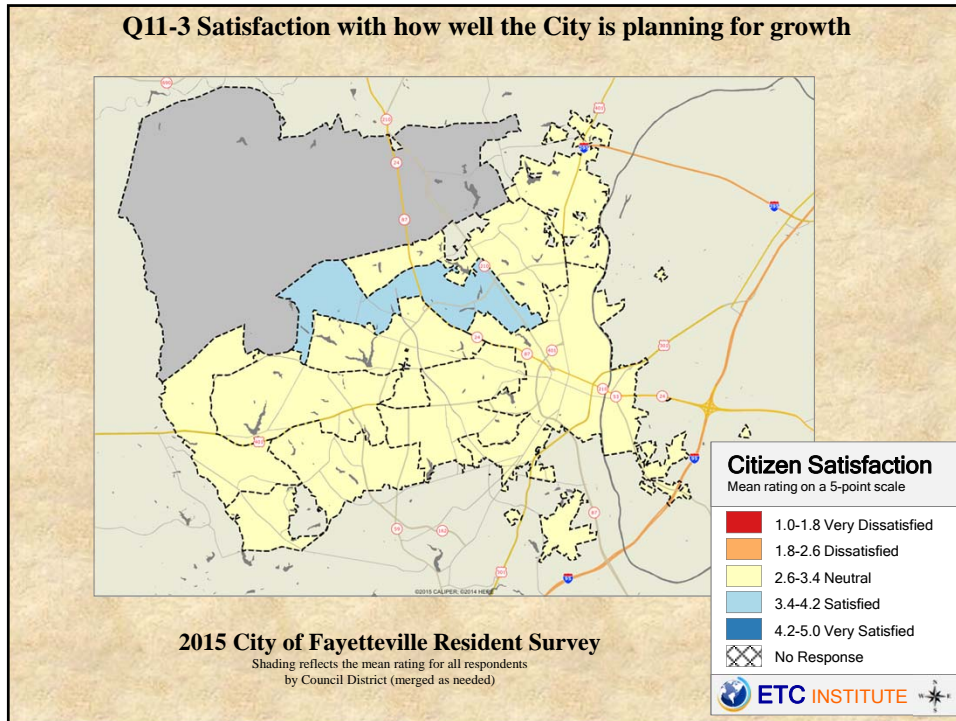 Q11-3 Satisfaction with how well the City is planning for growth
©2015 CALIPER; ©2014 HERE
Citizen Satisfaction
Mean rating on a 5-point scale
1.0-1.8 Very Dissatisfied
1.8-2.6 Dissatisfied
2.6-3.4 Neutral
3.4-4.2 Satisfied
4.2-5.0 Very Satisfied
No Response
2015 City of Fayetteville Resident Survey
Shading reflects the mean rating for all respondents
by Council District (merged as needed)
ETC INSTITUTE